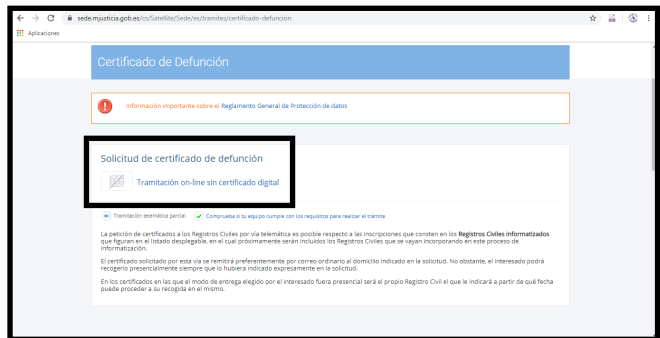 sede.mjusticia.gob.es/cs/Satellite/Sede/es/tramites/certificado-defuncion
Aplicaciones
Certificado de Defunción
Información importante sobre el Reglamento General de Protección de datos
Solicitud de certificado de defunción
Tramitación on-line sin certificado digital
Tramitación telemática parcial Comprueba si tu equipo cumple con los requisitos para realizar el trámite
La petición de certificados a los Registros Civiles por vía telemática es posible respecto a las inscripciones que consten en los Registros Civiles informatizados
que figuran en el listado desplegable, en el cual próximamente serán incluidos los Registros Civiles que se vayan incorporando en este proceso de
informatización.
El certificado solicitado por esta vía se remitirá preferentemente por correo ordinario al domicilio indicado en la solicitud. No obstante, el interesado podrá
recogerlo presencialmente siempre que lo hubiera indicado expresamente en la solicitud.
En los certificados en las que el modo de entrega elegido por el interesado fuera presencial será el propio Registro Civil el que le indicará a partir de qué fecha
puede proceder a su recogida en el mismo.